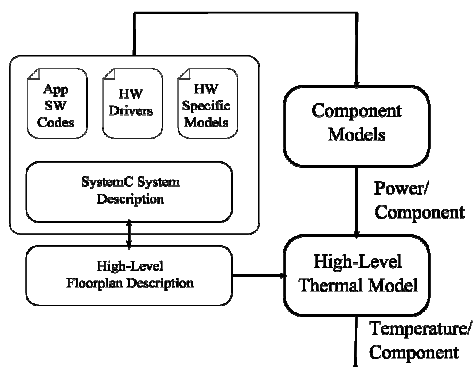 App
SW
Codes
HW
Drivers
HW
Specific
Models
SystemC System
Description
High-Level
Floorplan Description
Component
Models
Power/
Component
High-Level
Thermal Model
Temperature/
Component